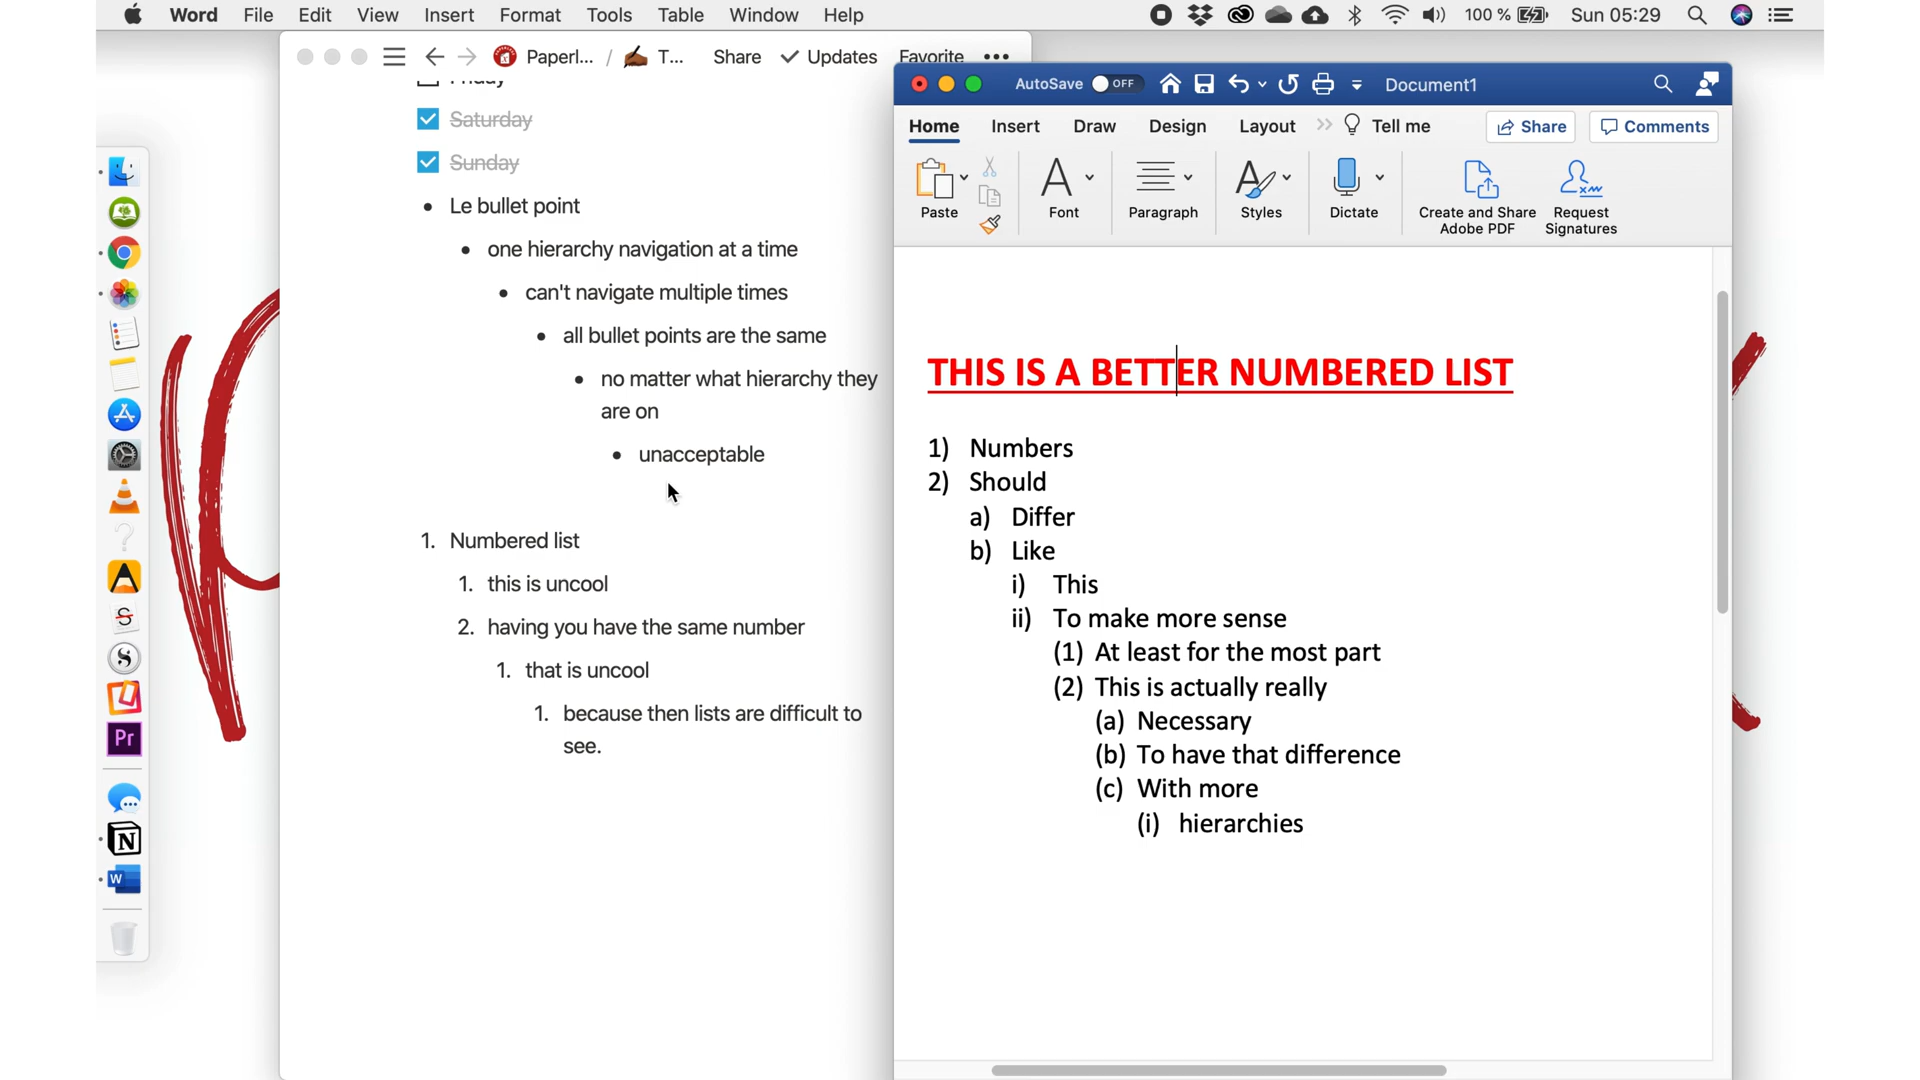 Word File Edit View Insert Format Tools Table Window Help 100 % Sun 05:29
Paperl... / T... Share Updates Favorite •••
Friday
Saturday
Sunday
• Le bullet point
• one hierarchy navigation at a time
• can't navigate multiple times
• all bullet points are the same
• no matter what hierarchy they
are on
• unacceptable
1. Numbered list
1. this is uncool
2. having you have the same number
1. that is uncool
1. because then lists are difficult to
see.
AutoSave OFF Document1
Home Insert Draw Design Layout Tell me Share Comments
Paste Font Paragraph Styles Dictate Create and Share Request
Adobe PDF Signatures
THIS IS A BETTER NUMBERED LIST
1) Numbers
2) Should
a) Differ
b) Like
i) This
ii) To make more sense
(1) At least for the most part
(2) This is actually really
(a) Necessary
(b) To have that difference
(c) With more
(i) hierarchies
Pr
N
W